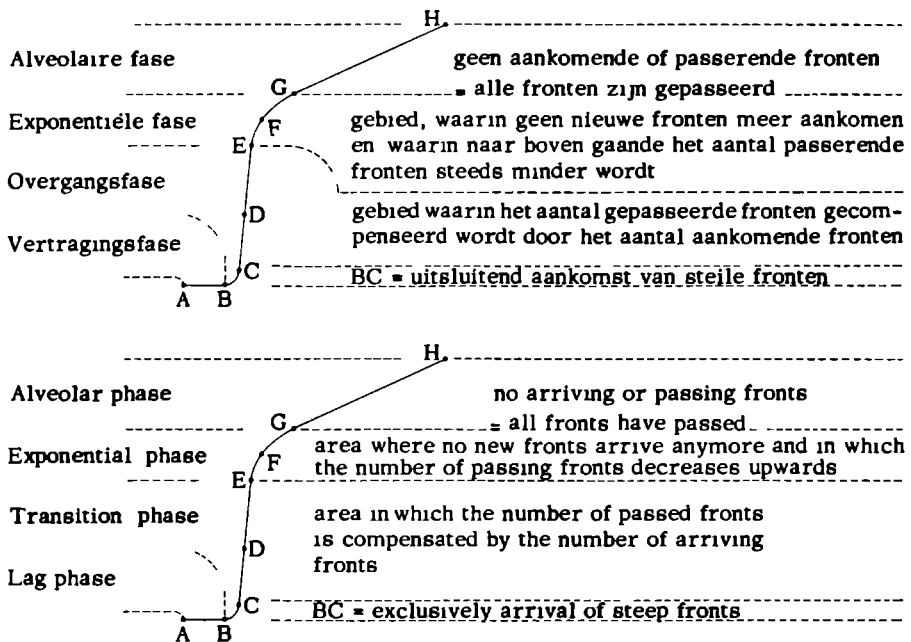 H
Alveolaire fase
geen aankomende of passerende fronten
G
= alle fronten zijn gepasseerd
Exponentiéle fase
F
gebied, waarin geen nieuwe fronten meer aankomen
E
en waarin naar boven gaande het aantal passerende
fronten steeds minder wordt
Overgangsfase
D
gebied waarin het aantal gepasseerde fronten gecom-
Vertragingsfase
penseerd wordt door het aantal aankomende fronten
C
BC = uitsluitend aankomst van steile fronten
A B
H
Alveolar phase
no arriving or passing fronts
G
= all fronts have passed
Exponential phase
F
area where no new fronts arrive anymore and in which
the number of passing fronts decreases upwards
E
Transition phase
area in which the number of passed fronts
is compensated by the number of arriving
D
fronts
Lag phase
C
BC = exclusively arrival of steep fronts
A B